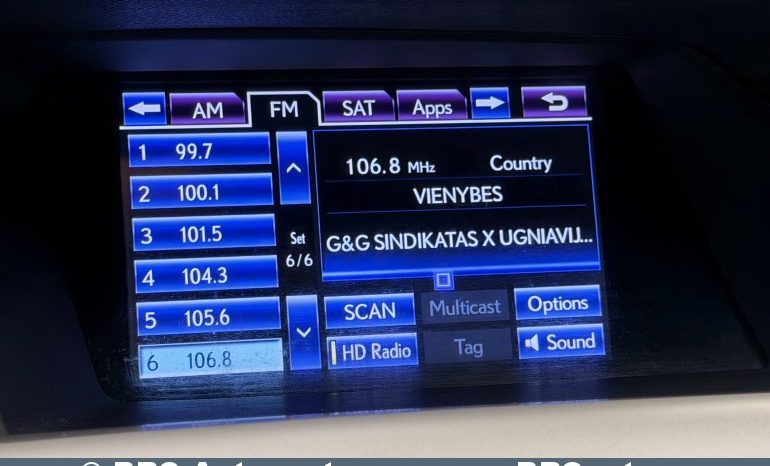 AM FM SAT Apps
1 99.7
2 100.1
3 101.5
4 104.3
5 105.6
6 106.8
Set
6/6
106.8 MHz Country
VIENYBES
G&G SINDIKATAS X UGNIAVIJ...
SCAN Multicast Options
HD Radio Tag Sound